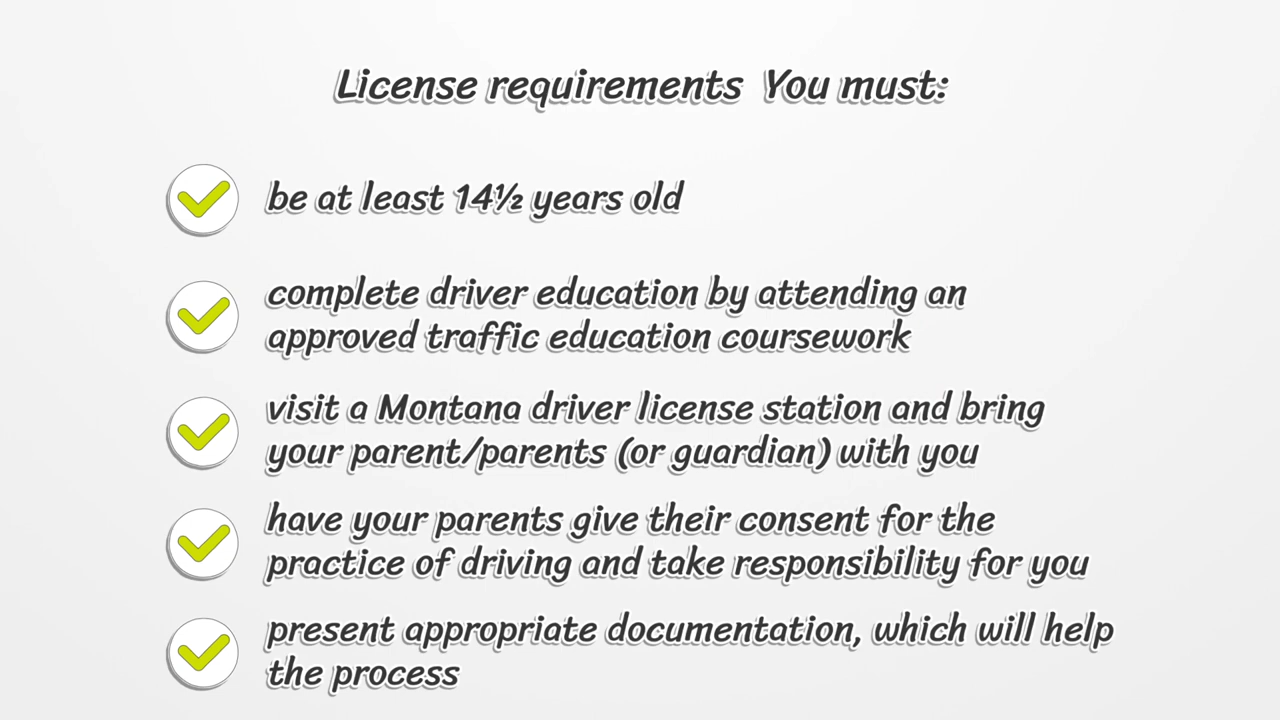 License requirements You must:
be at least 14½ years old
complete driver education by attending an
approved traffic education coursework
visit a Montana driver license station and bring
your parent/parents (or guardian) with you
have your parents give their consent for the
practice of driving and take responsibility for you
present appropriate documentation, which will help
the process